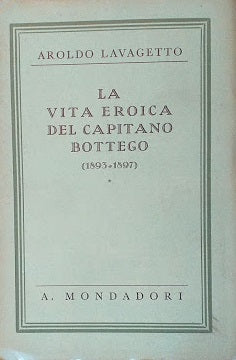 AROLDO LAVAGETTO
LA
VITA EROICA
DEL CAPITANO
BOTTEGO
(1893-1897)
*
A. MONDADORI